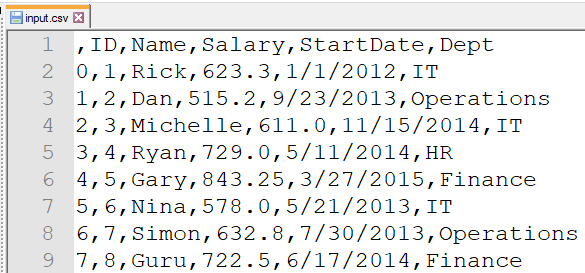 input.csv
1 ,ID,Name,Salary,StartDate,Dept
2 0,1,Rick,623.3,1/1/2012,IT
3 1,2,Dan,515.2,9/23/2013,Operations
4 2,3,Michelle,611.0,11/15/2014,IT
5 3,4,Ryan,729.0,5/11/2014,HR
6 4,5,Gary,843.25,3/27/2015,Finance
7 5,6,Nina,578.0,5/21/2013,IT
8 6,7,Simon,632.8,7/30/2013,Operations
9 7,8,Guru,722.5,6/17/2014,Finance